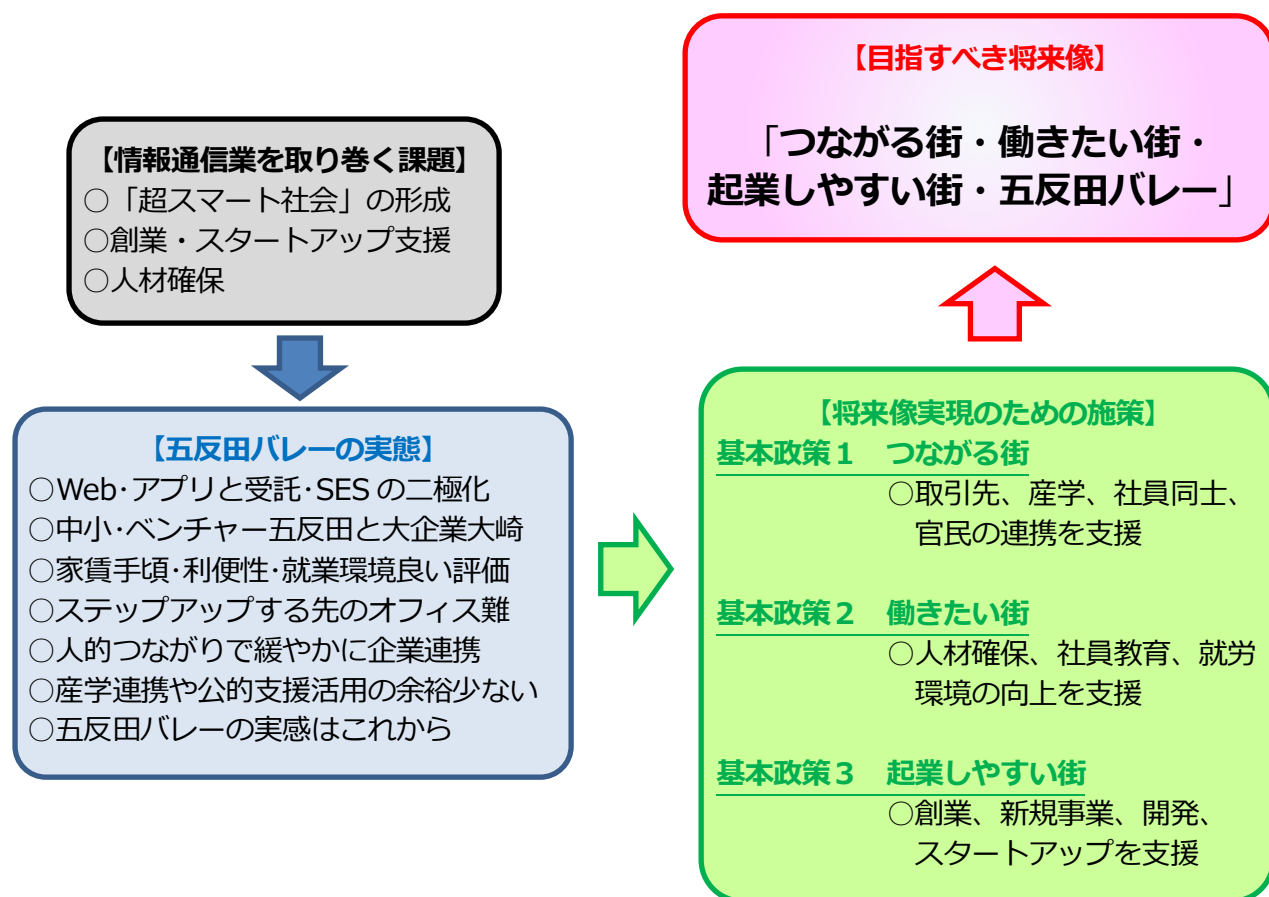 【情報通信業を取り巻く課題】
○「超スマート社会」の形成
○創業・スタートアップ支援
○人材確保
【五反田バレーの実態】
○Web・アプリと受託・SES の二極化
○中小・ベンチャー五反田と大企業大崎
○家賃手頃・利便性・就業環境良い評価
○ステップアップする先のオフィス難
○人的つながりで緩やかに企業連携
○産学連携や公的支援活用の余裕少ない
○五反田バレーの実感はこれから
【将来像実現のための施策】
基本政策１　つながる街
○取引先、産学、社員同士、
官民の連携を支援
基本政策２　働きたい街
○人材確保、社員教育、就労
環境の向上を支援
基本政策３　起業しやすい街
○創業、新規事業、開発、
スタートアップを支援
【目指すべき将来像】
「つながる街・働きたい街・
起業しやすい街・五反田バレー」